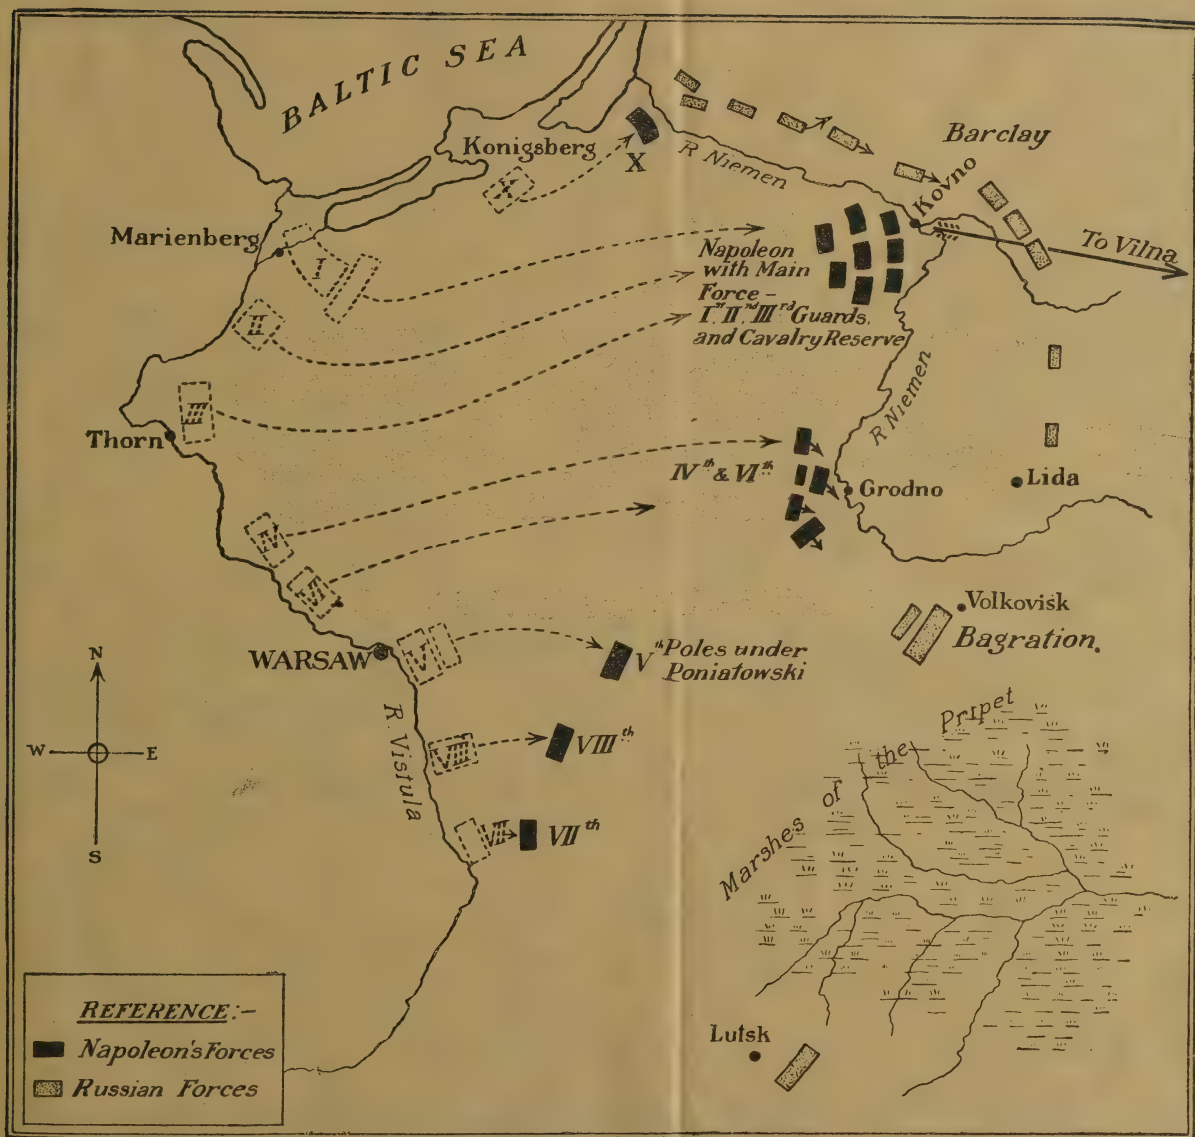 BALTIC SEA
Konigsberg
X
X
R Niemen
Barclay
Kovno
To Vilna
Marienberg
I
Napoleon
with Main
Force –
Iˢᵗ, IIⁿᵈ, IIIʳᵈ Guards,
and Cavalry Reserve
II
III
Thorn
R Niemen
IVᵗʰ & VIᵗʰ
Grodno
Lida
IV
VI
Volkovisk
Bagration.
WARSAW
V
Vᵗʰ Poles under
Poniatowski
N
W
E
S
R. Vistula
VIII
VIIIᵗʰ
VII
VIIᵗʰ
Marshes of the Pripet
Lutsk
REFERENCE:–
Napoleon's Forces
Russian Forces